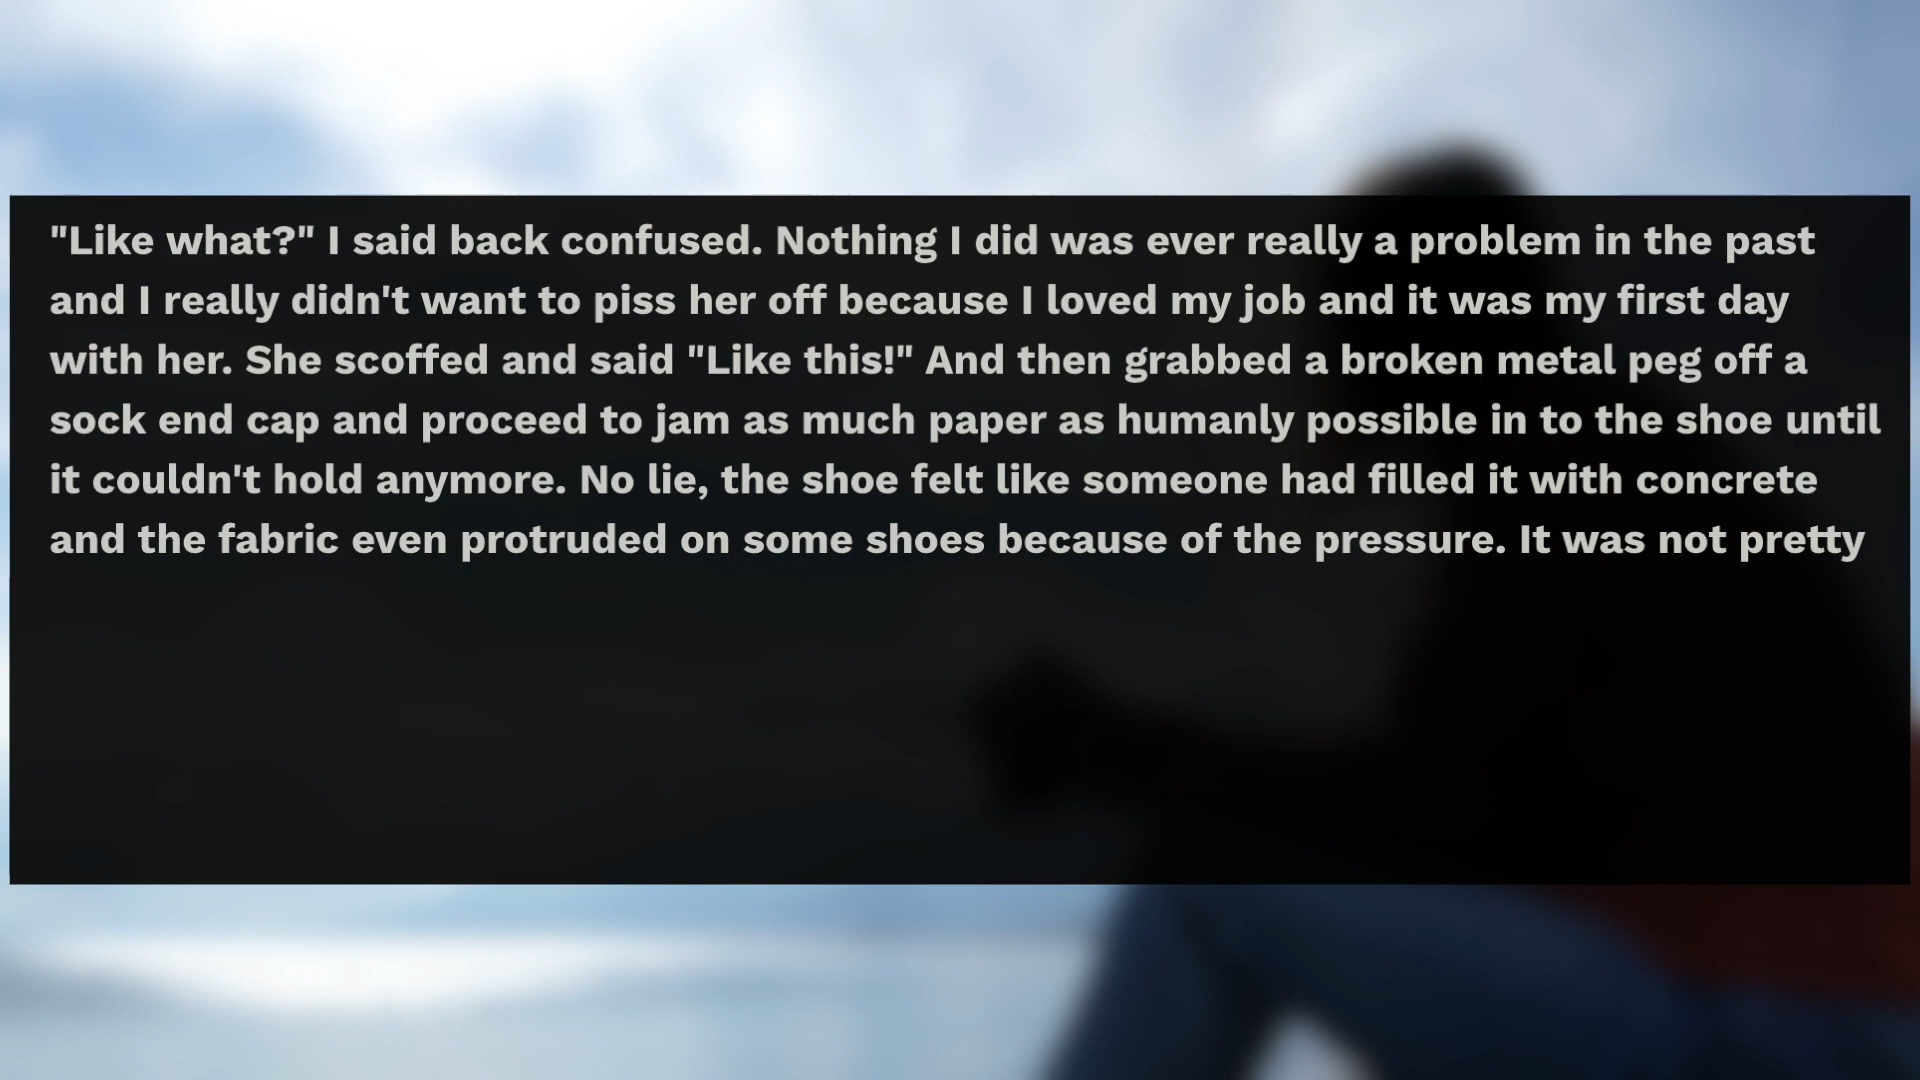 "Like what?" I said back confused. Nothing I did was ever really a problem in the past
and I really didn't want to piss her off because I loved my job and it was my first day
with her. She scoffed and said "Like this!" And then grabbed a broken metal peg off a
sock end cap and proceed to jam as much paper as humanly possible in to the shoe until
it couldn't hold anymore. No lie, the shoe felt like someone had filled it with concrete
and the fabric even protruded on some shoes because of the pressure. It was not pretty